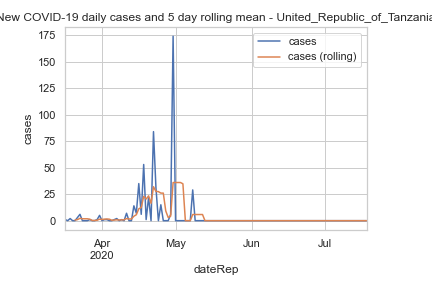 New COVID-19 daily cases and 5 day rolling mean - United_Republic_of_Tanzania
cases
cases (rolling)
175
150
125
100
75
50
25
0
cases
Apr
2020
May
Jun
Jul
dateRep